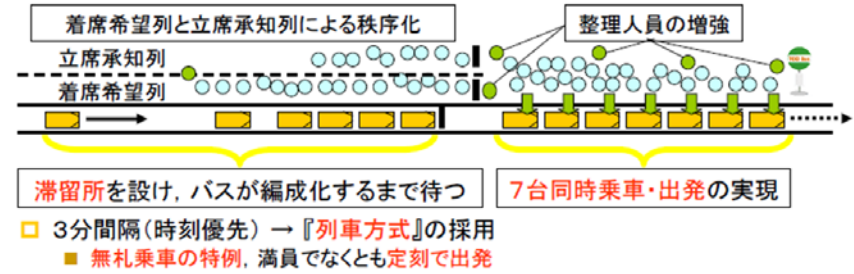 着席希望列と立席承知列による秩序化
整理人員の増強
立席承知列
着席希望列
滞留所を設け，バスが編成化するまで待つ
７台同時乗車・出発の実現
３分間隔（時刻優先） → 『列車方式』の採用
無札乗車の特例，満員でなくとも定刻で出発